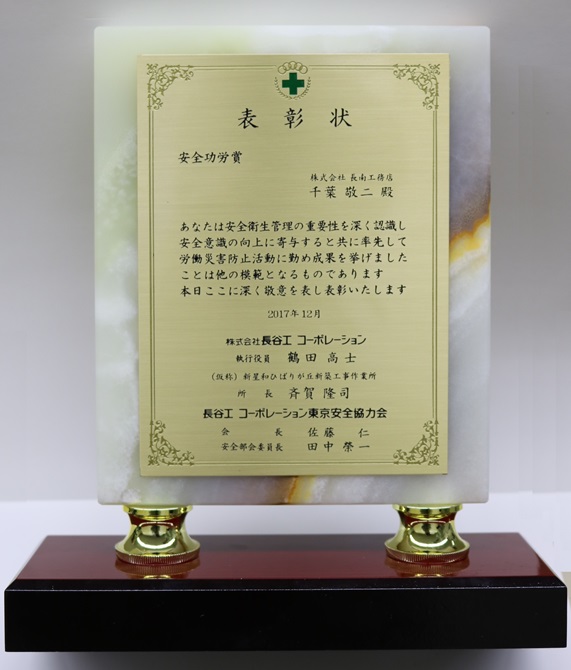 表彰状
安全功労賞
株式会社 長南工務店
千葉 敬二 殿
あなたは安全衛生管理の重要性を深く認識し
安全意識の向上に寄与すると共に率先して
労働災害防止活動に勤め成果を挙げました
ことは他の模範となるものであります
本日ここに深く敬意を表し表彰いたします
2017年12月
株式会社 長谷工 コーポレーション
執行役員 鶴田 高士
(仮称) 新星和ひばりが丘新築工事作業所
所長 斉賀 隆司
長谷工 コーポレーション東京安全協力会
会長 佐藤 仁
安全部会委員長 田中 榮一